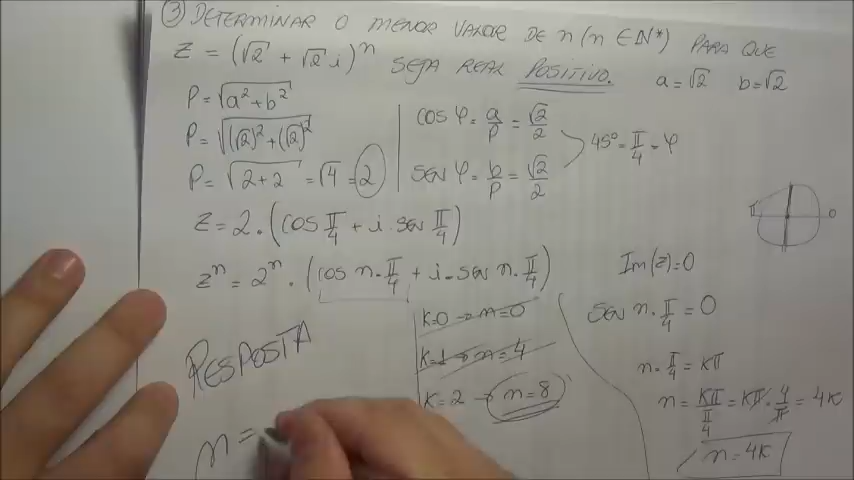 ③ DETERMINAR O MENOR VALOR DE n (n ∈ N*) PARA QUE
Z = (√2 + √2 i)^n SEJA REAL POSITIVO.
a = √2 b = √2
P = √(a² + b²)
P = √((√2)² + (√2)²)
P = √(2 + 2) = √4 = 2
cos φ = a/P = √2/2
SEN φ = b/P = √2/2
45° = π/4 = φ
Z = 2 . (cos π/4 + i . SEN π/4)
Z^n = 2^n . (cos n . π/4 + i . SEN n . π/4)
π 0
Im(z) = 0
SEN n . π/4 = 0
n . π/4 = Kπ
n = Kπ/(π/4) = Kπ . 4/π = 4K
n = 4K
K=0 → n=0
K=1 → n=4
K=2 → n=8
RESPOSTA
n =